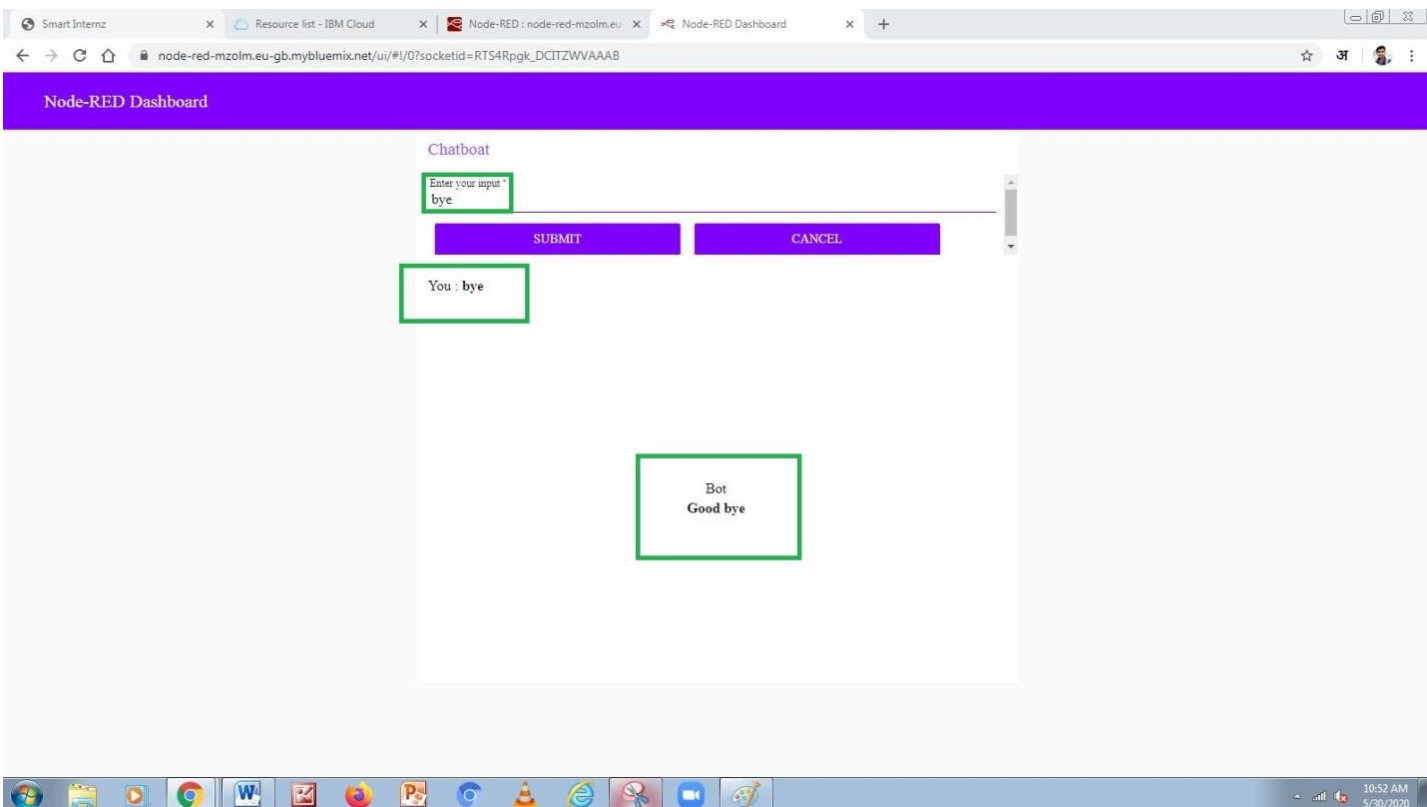 Smart Internz
Resource list - IBM Cloud
Node-RED : node-red-mzolm.eu-
Node-RED Dashboard
node-red-mzolm.eu-gb.mybluemix.net/ui/#!/0?socketid=RTS4Rpgk_DCITZWVAAAB
अ
Node-RED Dashboard
Chatboat
Enter your input *
bye
SUBMIT CANCEL
You : bye
Bot
Good bye
10:52 AM
5/30/2020